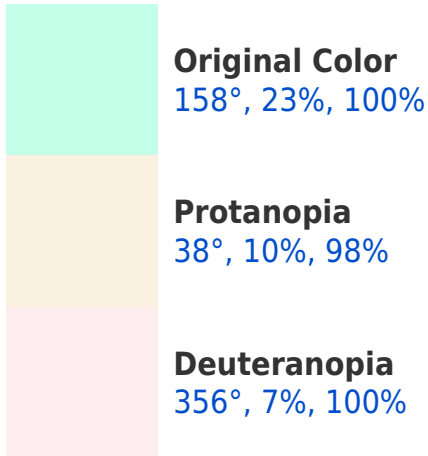 Original Color
158°, 23%, 100%
Protanopia
38°, 10%, 98%
Deuteranopia
356°, 7%, 100%